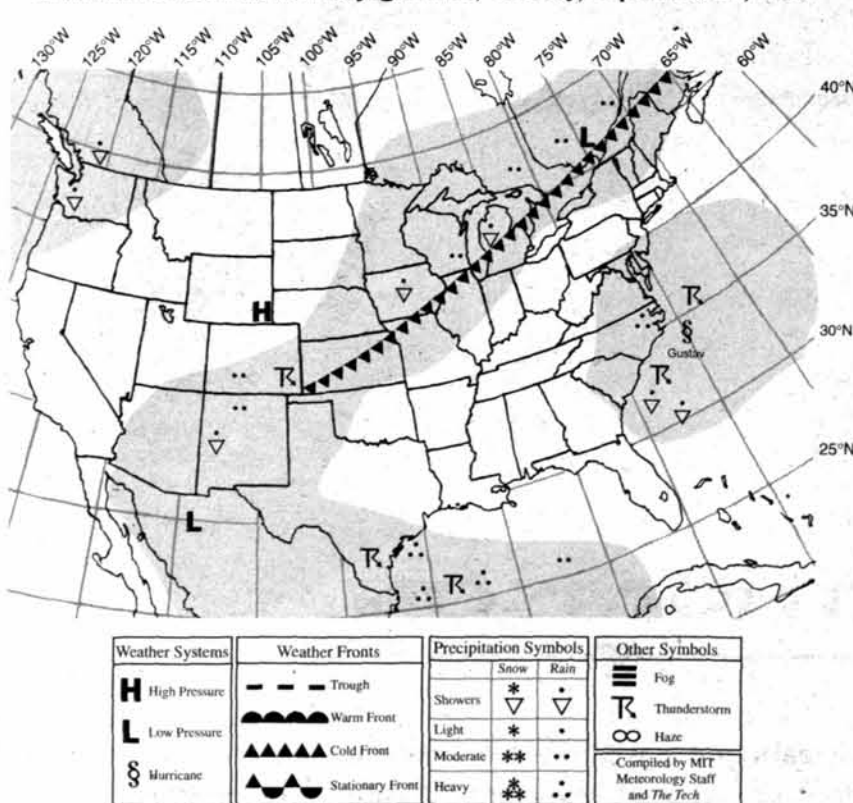 130°W
125°W
120°W
115°W
110°W
105°W
100°W
95°W
90°W
85°W
80°W
75°W
70°W
65°W
60°W
40°N
35°N
30°N
25°N
H
L
L
Gustav
Weather Systems
H High Pressure
L Low Pressure
Hurricane
Weather Fronts
Trough
Warm Front
Cold Front
Stationary Front
Precipitation Symbols
Snow Rain
Showers
Light
Moderate
Heavy
Other Symbols
Fog
Thunderstorm
Haze
Compiled by MIT
Meteorology Staff
and The Tech